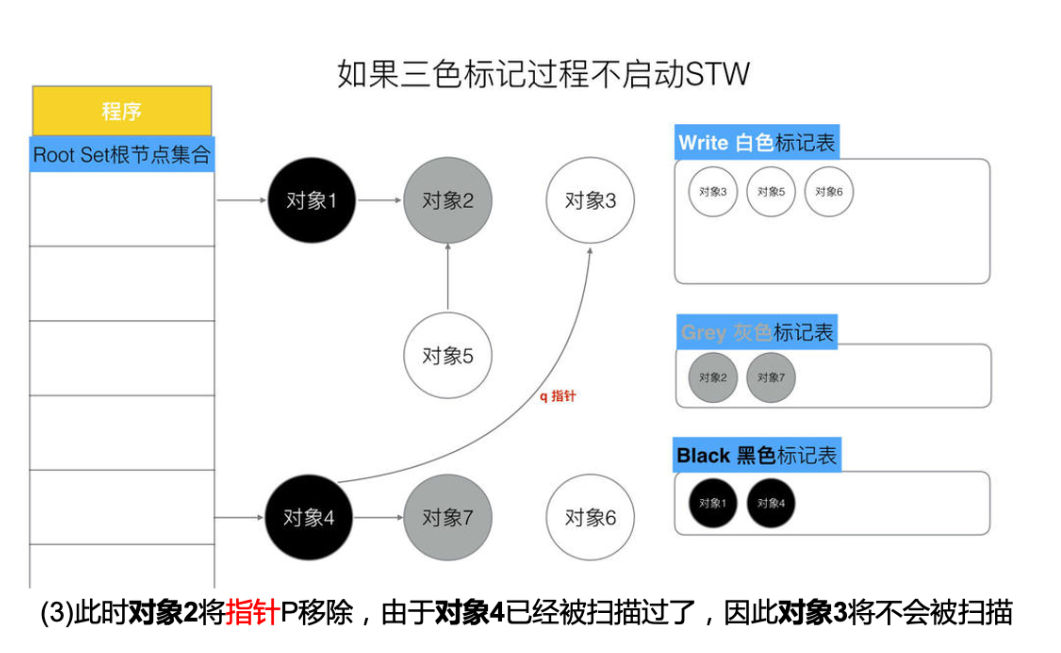 如果三色标记过程不启动STW
程序
Root Set根节点集合
对象1
对象2
对象3
对象5
q 指针
对象4
对象7
对象6
Write 白色标记表
对象3 对象5 对象6
Grey 灰色标记表
对象2 对象7
Black 黑色标记表
对象1 对象4
(3)此时对象2将指针P移除，由于对象4已经被扫描过了，因此对象3将不会被扫描